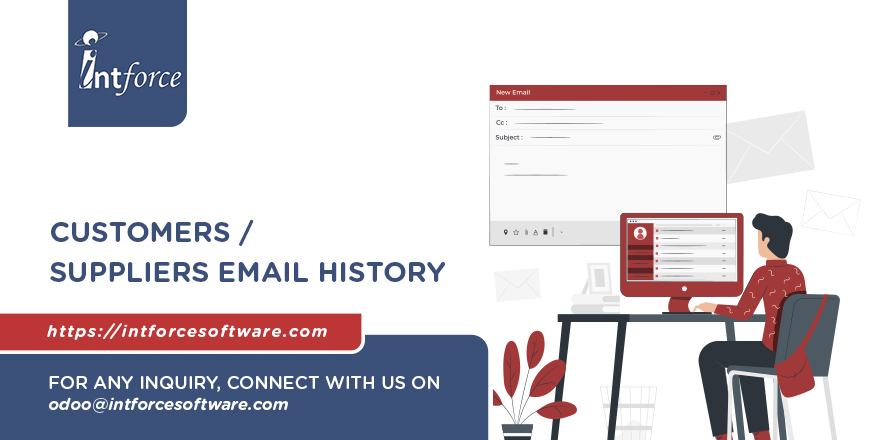 intforce
New Email
To :
Cc :
Subject :
CUSTOMERS /
SUPPLIERS EMAIL HISTORY
https://intforcesoftware.com
FOR ANY INQUIRY, CONNECT WITH US ON
odoo@intforcesoftware.com